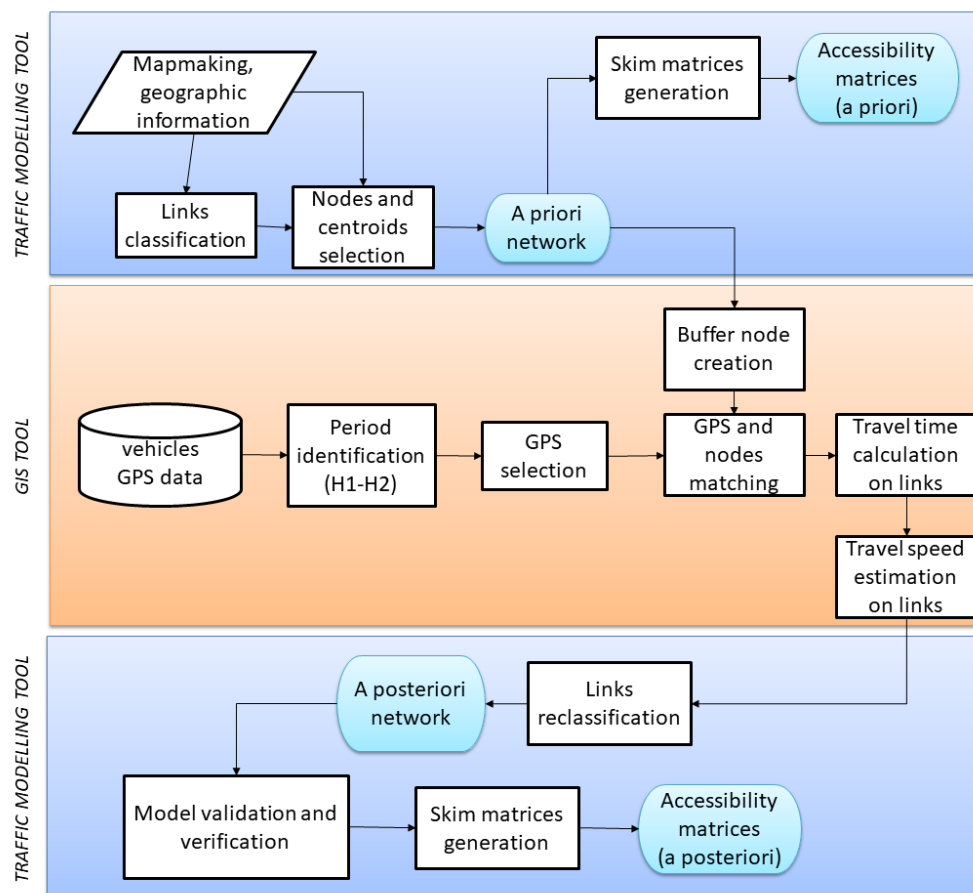 TRAFFIC MODELLING TOOL
Mapmaking,
geographic
information
Skim matrices
generation
Accessibility
matrices
(a priori)
Links
classification
Nodes and
centroids
selection
A priori
network
GIS TOOL
Buffer node
creation
vehicles
GPS data
Period
identification
(H1-H2)
GPS
selection
GPS and
nodes
matching
Travel time
calculation
on links
Travel speed
estimation
on links
TRAFFIC MODELLING TOOL
A posteriori
network
Links
reclassification
Model validation and
verification
Skim matrices
generation
Accessibility
matrices
(a posteriori)